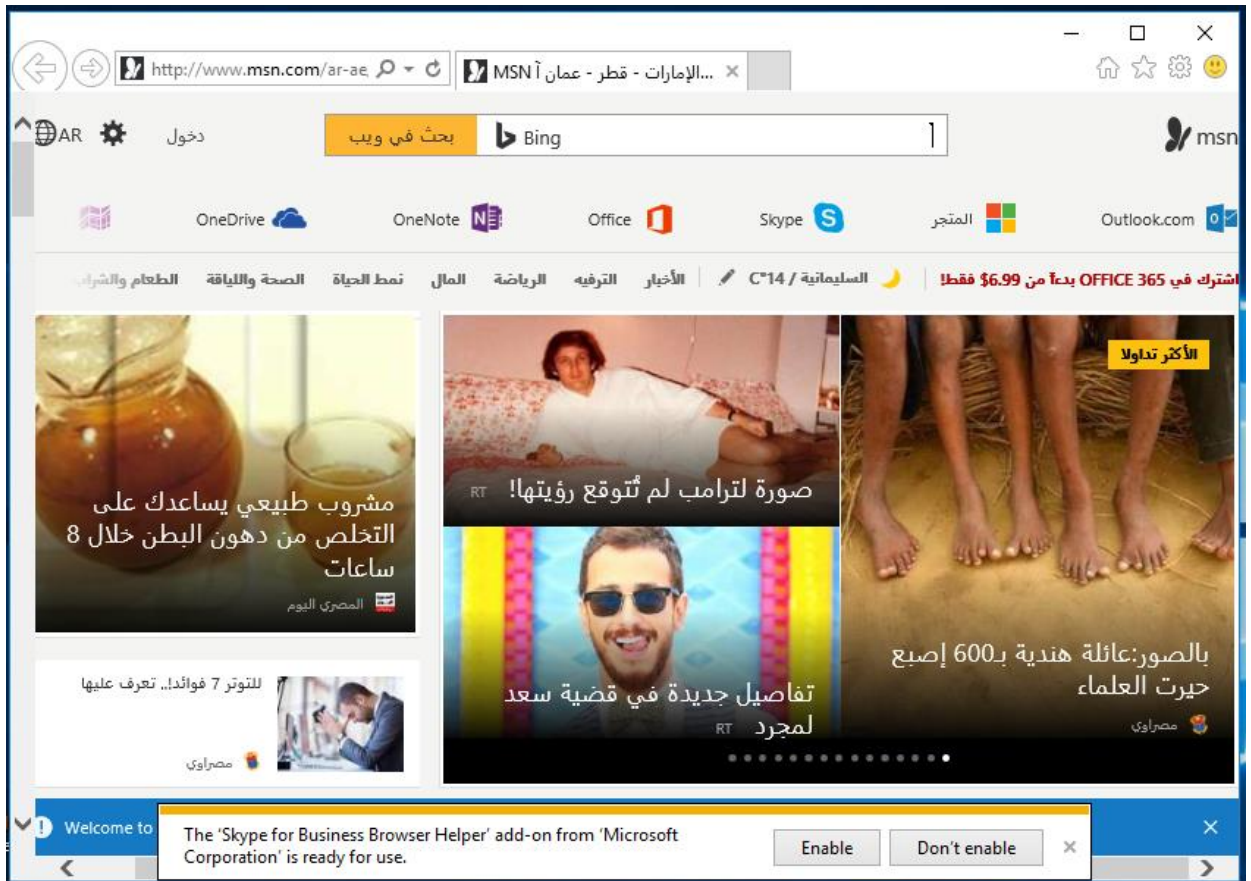 http://www.msn.com/ar-ae
MSN آ الإمارات - قطر - عمان...
msn
Bing
بحث في ويب
دخول
AR
Outlook.com
المتجر
Skype
Office
OneNote
OneDrive
اشترك في OFFICE 365 بدءاً من 6.99$ فقط!
السليمانية / 14°C
الأخبار
الترفيه
الرياضة
المال
نمط الحياة
الصحة واللياقة
الطعام والشراب
الأكثر تداولا
بالصور:عائلة هندية بـ600 إصبع
حيرت العلماء
مصراوي
صورة لترامب لم تُتوقع رؤيتها!
RT
تفاصيل جديدة في قضية سعد
لمجرد
RT
مشروب طبيعي يساعدك على
التخلص من دهون البطن خلال 8
ساعات
المصري اليوم
للتوتر 7 فوائد!.. تعرف عليها
مصراوي
Welcome to
The 'Skype for Business Browser Helper' add-on from 'Microsoft
Corporation' is ready for use.
Enable
Don't enable